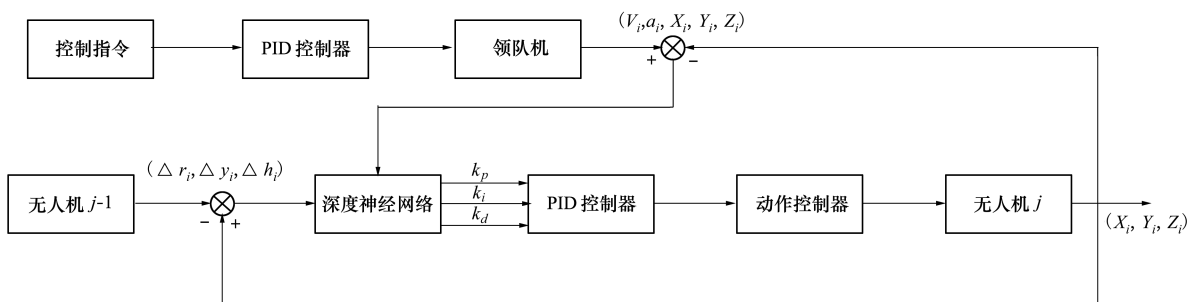 (V_i,a_i, X_i, Y_i, Z_i)
控制指令 PID 控制器 领队机
+ −
(△ r_i,△ y_i,△ h_i)
k_p
k_i
k_d
无人机 j-1 深度神经网络 PID 控制器 动作控制器 无人机 j
− +
(X_i, Y_i, Z_i)